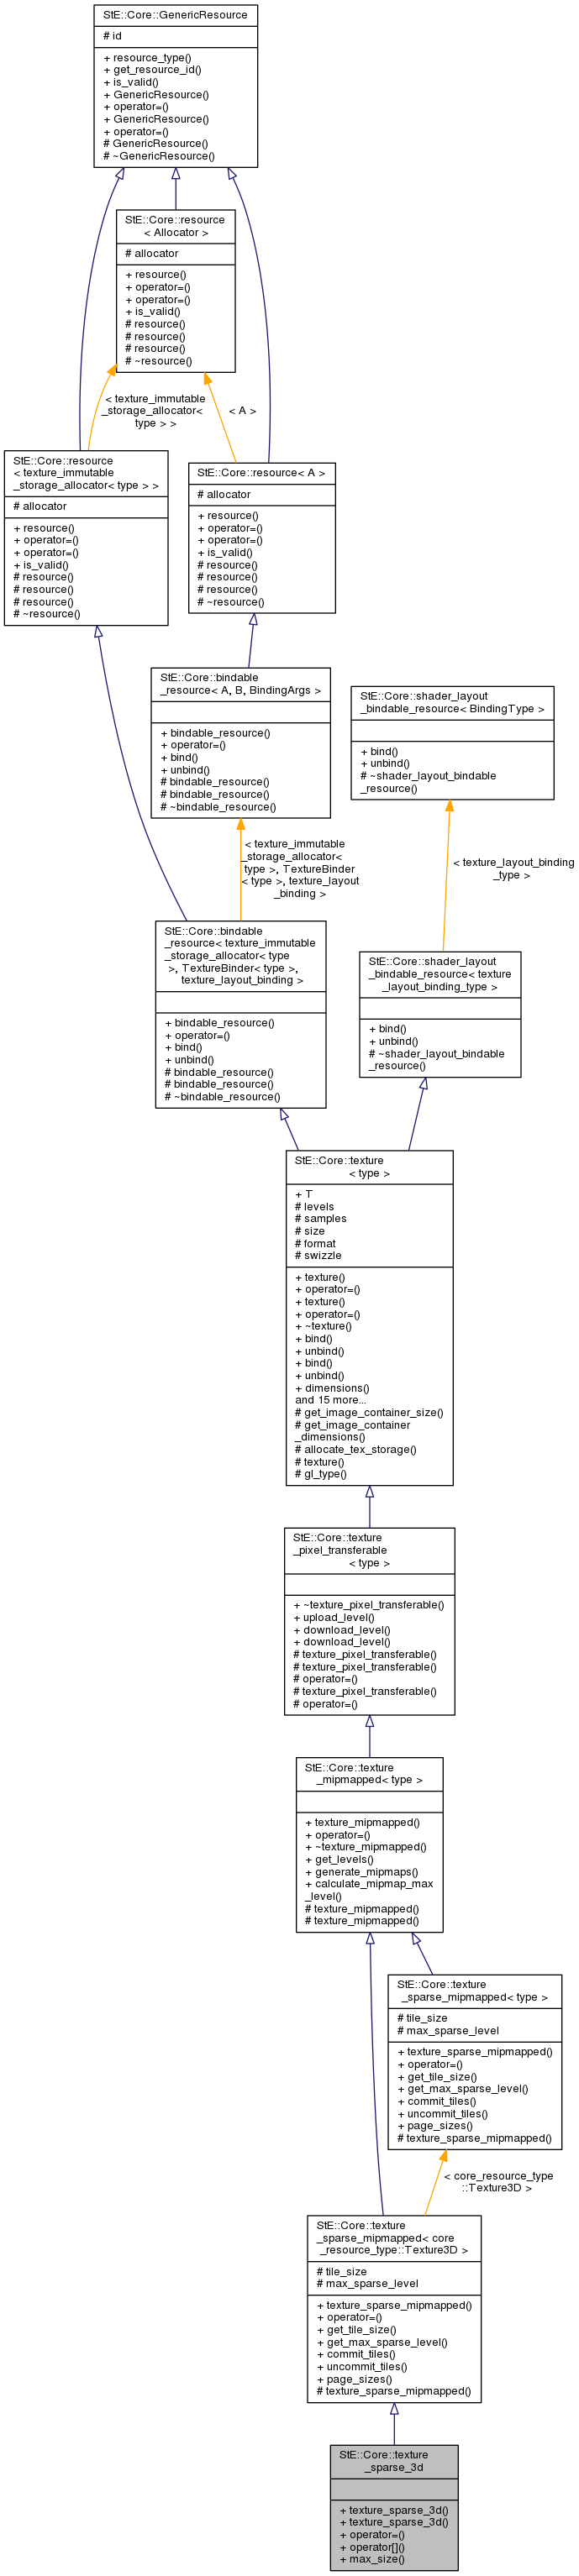 StE::Core::GenericResource
# id
+ resource_type()
+ get_resource_id()
+ is_valid()
+ GenericResource()
+ operator=()
+ GenericResource()
+ operator=()
# GenericResource()
# ~GenericResource()
StE::Core::resource
< Allocator >
# allocator
+ resource()
+ operator=()
+ operator=()
+ is_valid()
# resource()
# resource()
# resource()
# ~resource()
< texture_immutable
_storage_allocator<
type > >
< A >
StE::Core::resource
< texture_immutable
_storage_allocator< type > >
# allocator
+ resource()
+ operator=()
+ operator=()
+ is_valid()
# resource()
# resource()
# resource()
# ~resource()
StE::Core::resource< A >
# allocator
+ resource()
+ operator=()
+ operator=()
+ is_valid()
# resource()
# resource()
# resource()
# ~resource()
StE::Core::bindable
_resource< A, B, BindingArgs >
+ bindable_resource()
+ operator=()
+ bind()
+ unbind()
# bindable_resource()
# bindable_resource()
# ~bindable_resource()
StE::Core::shader_layout
_bindable_resource< BindingType >
+ bind()
+ unbind()
# ~shader_layout_bindable
_resource()
< texture_immutable
_storage_allocator<
type >, TextureBinder
< type >, texture_layout
_binding >
< texture_layout_binding
_type >
StE::Core::bindable
_resource< texture_immutable
_storage_allocator< type
>, TextureBinder< type >,
texture_layout_binding >
+ bindable_resource()
+ operator=()
+ bind()
+ unbind()
# bindable_resource()
# bindable_resource()
# ~bindable_resource()
StE::Core::shader_layout
_bindable_resource< texture
_layout_binding_type >
+ bind()
+ unbind()
# ~shader_layout_bindable
_resource()
StE::Core::texture
< type >
+ T
# levels
# samples
# size
# format
# swizzle
+ texture()
+ operator=()
+ texture()
+ operator=()
+ ~texture()
+ bind()
+ unbind()
+ bind()
+ unbind()
+ dimensions()
and 15 more...
# get_image_container_size()
# get_image_container
_dimensions()
# allocate_tex_storage()
# texture()
# gl_type()
StE::Core::texture
_pixel_transferable
< type >
+ ~texture_pixel_transferable()
+ upload_level()
+ download_level()
+ download_level()
# texture_pixel_transferable()
# texture_pixel_transferable()
# operator=()
# texture_pixel_transferable()
# operator=()
StE::Core::texture
_mipmapped< type >
+ texture_mipmapped()
+ operator=()
+ ~texture_mipmapped()
+ get_levels()
+ generate_mipmaps()
+ calculate_mipmap_max
_level()
# texture_mipmapped()
# texture_mipmapped()
StE::Core::texture
_sparse_mipmapped< type >
# tile_size
# max_sparse_level
+ texture_sparse_mipmapped()
+ operator=()
+ get_tile_size()
+ get_max_sparse_level()
+ commit_tiles()
+ uncommit_tiles()
+ page_sizes()
# texture_sparse_mipmapped()
< core_resource_type
::Texture3D >
StE::Core::texture
_sparse_mipmapped< core
_resource_type::Texture3D >
# tile_size
# max_sparse_level
+ texture_sparse_mipmapped()
+ operator=()
+ get_tile_size()
+ get_max_sparse_level()
+ commit_tiles()
+ uncommit_tiles()
+ page_sizes()
# texture_sparse_mipmapped()
StE::Core::texture
_sparse_3d
+ texture_sparse_3d()
+ texture_sparse_3d()
+ operator=()
+ operator[]()
+ max_size()